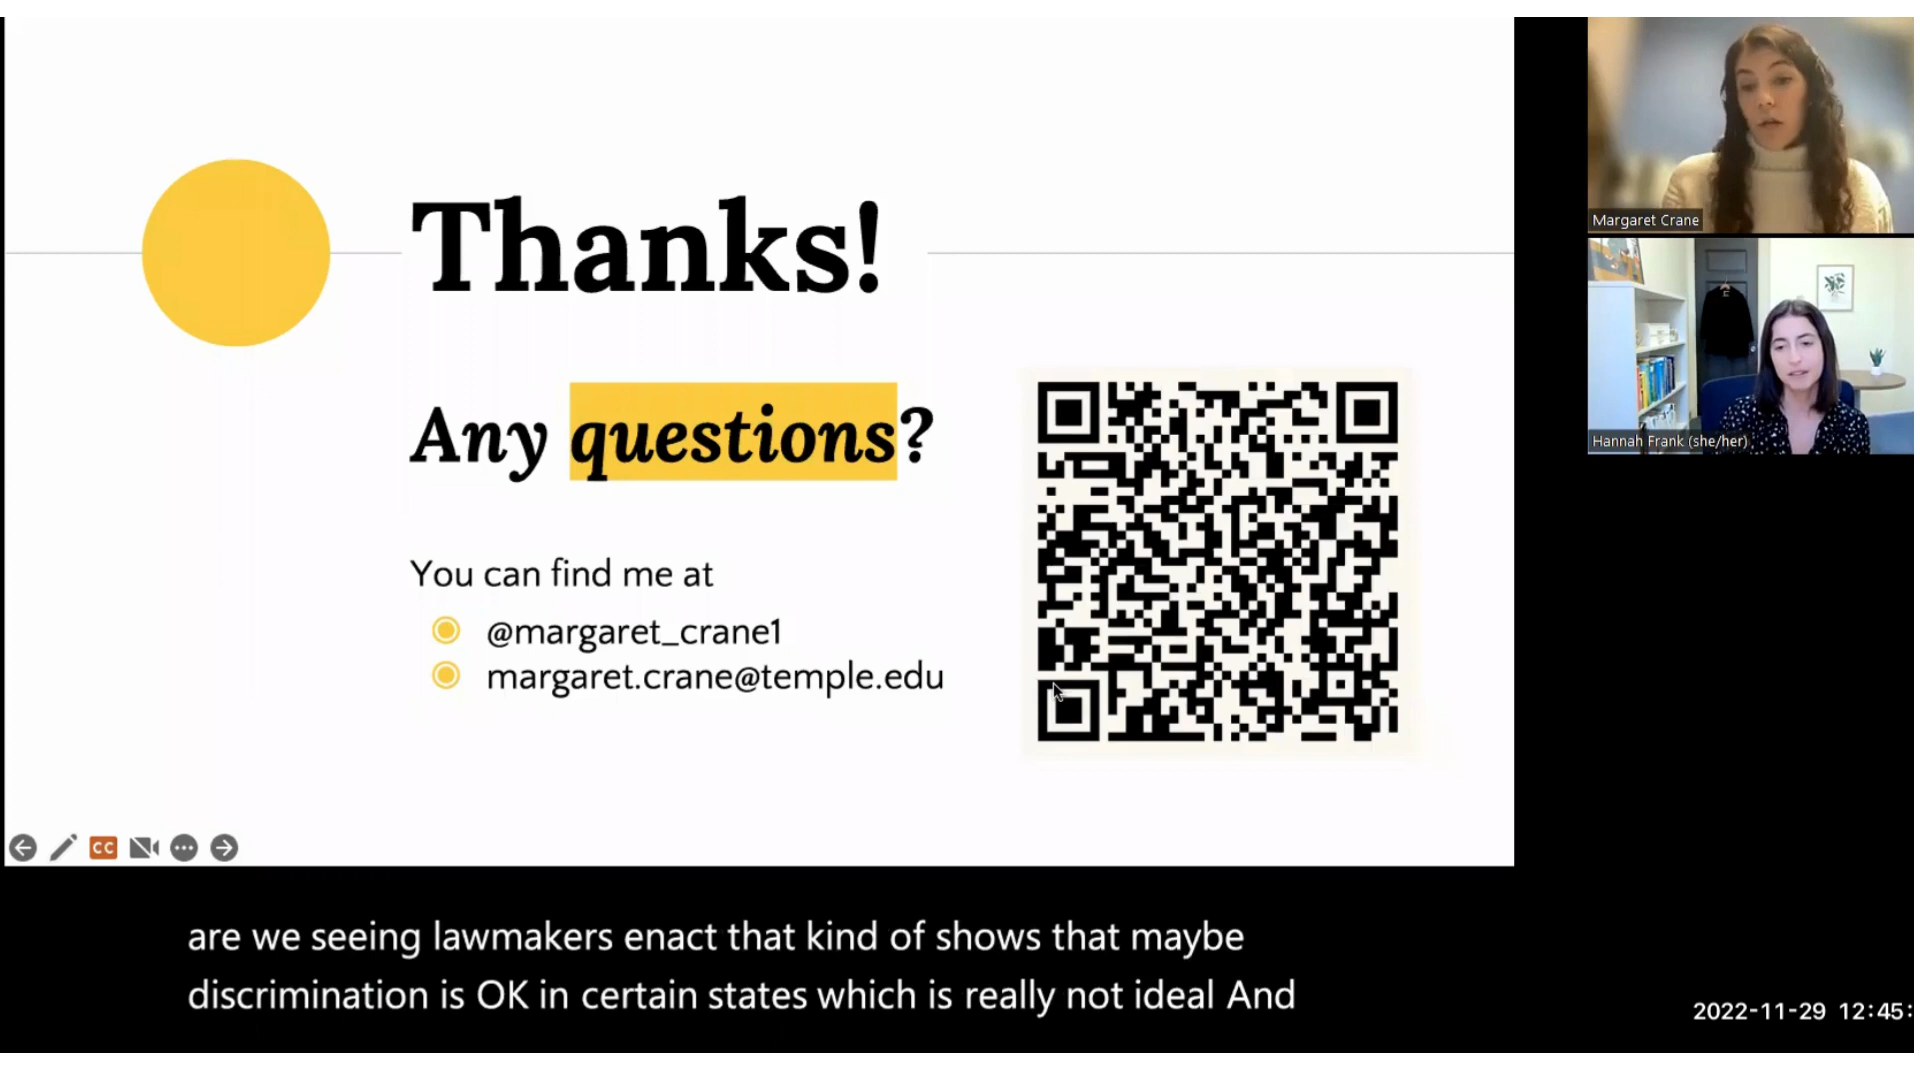 Thanks!
Any questions?
You can find me at
@margaret_crane1
margaret.crane@temple.edu
Margaret Crane
Hannah Frank (she/her)
CC
are we seeing lawmakers enact that kind of shows that maybe
discrimination is OK in certain states which is really not ideal And
2022-11-29 12:45: